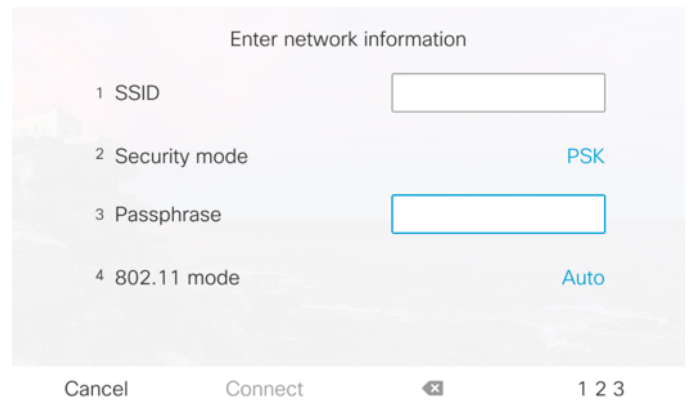 Enter network information
1 SSID
2 Security mode PSK
3 Passphrase
4 802.11 mode Auto
Cancel Connect 1 2 3